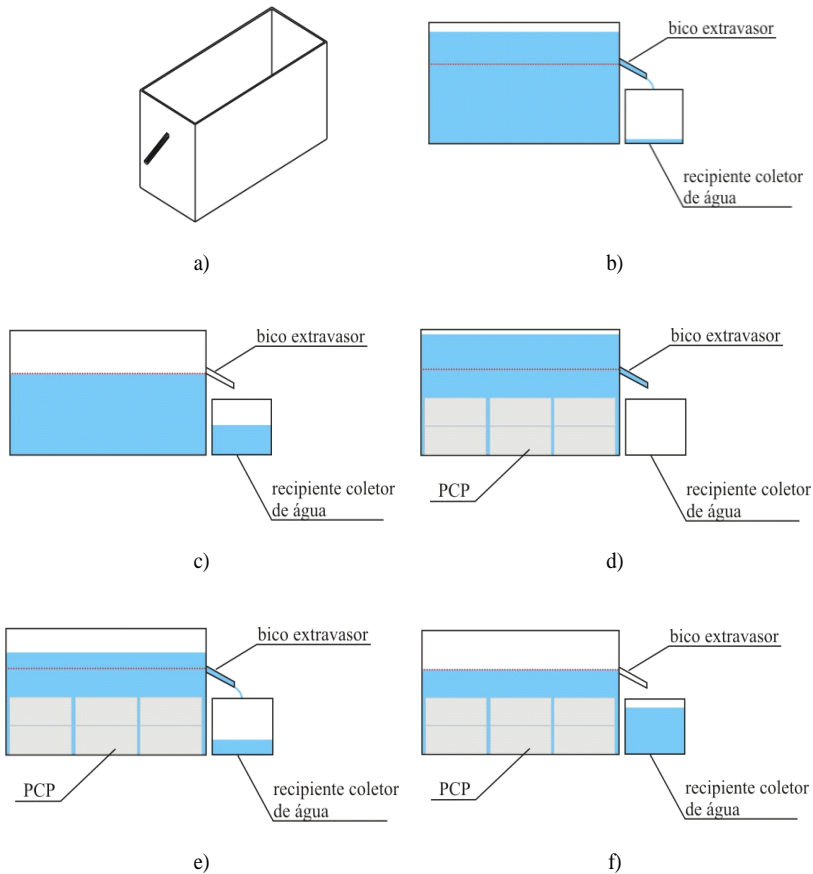 bico extravasor
recipiente coletor
de água
a)
b)
bico extravasor
recipiente coletor
de água
c)
bico extravasor
PCP
recipiente coletor
de água
d)
bico extravasor
PCP
recipiente coletor
de água
e)
bico extravasor
PCP
recipiente coletor
de água
f)